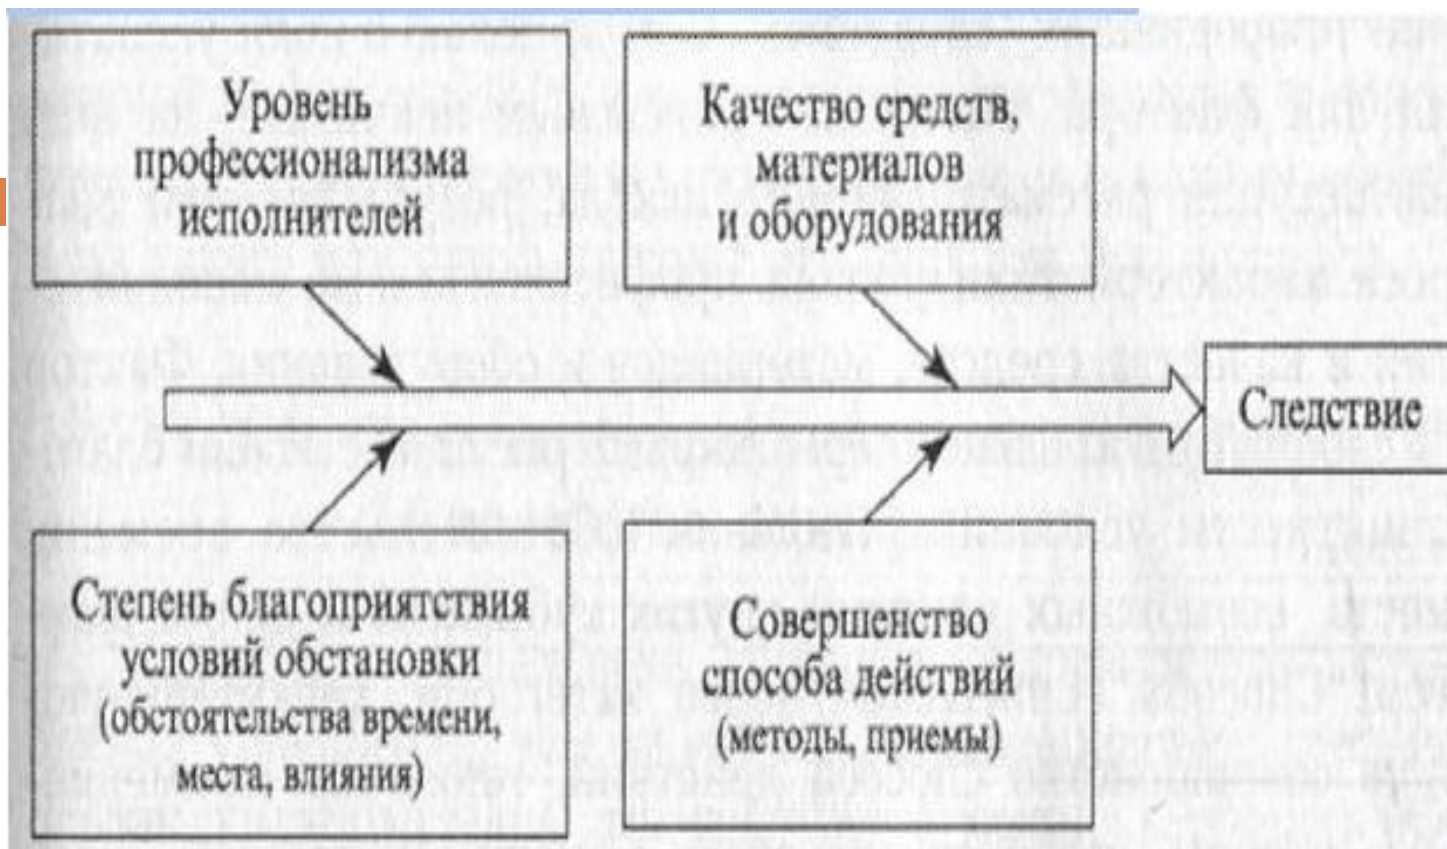 Уровень
профессионализма
исполнителей
Качество средств,
материалов
и оборудования
Следствие
Степень благоприятствия
условий обстановки
(обстоятельства времени,
места, влияния)
Совершенство
способа действий
(методы, приемы)